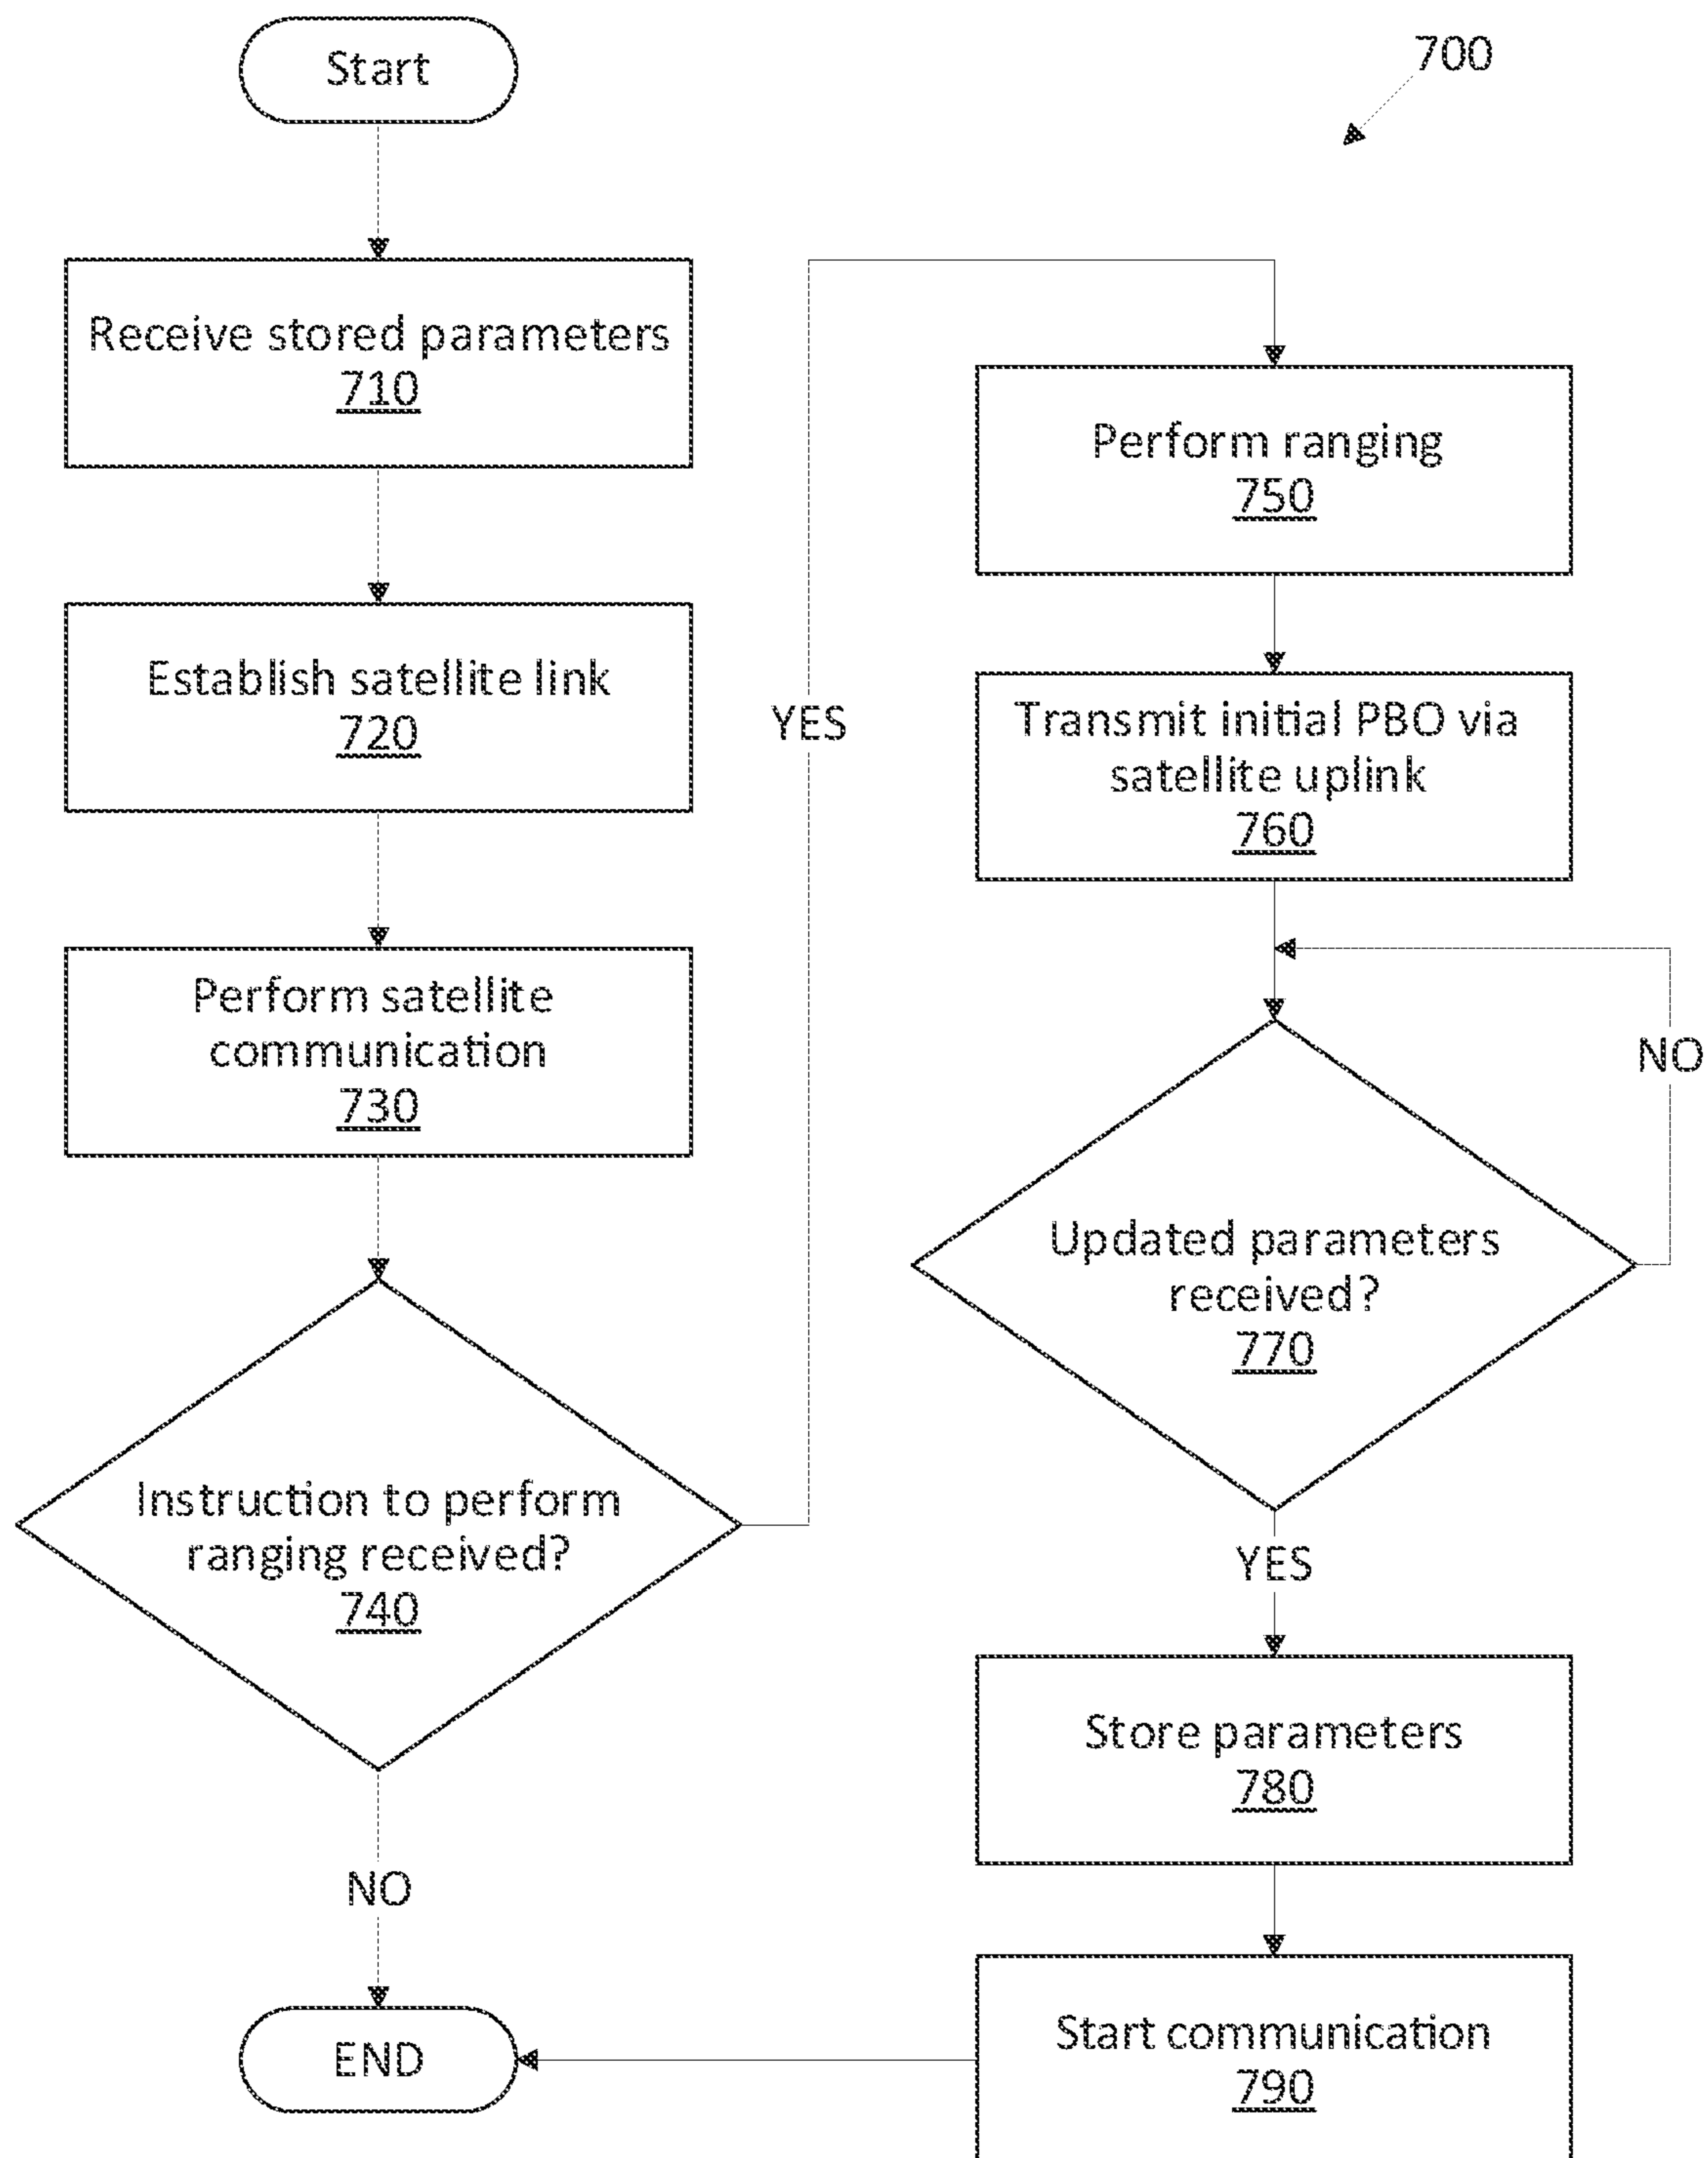 Start
700
Receive stored parameters
710
Establish satellite link
720
Perform satellite
communication
730
Instruction to perform
ranging received?
740
NO
END
YES
Perform ranging
750
Transmit initial PBO via
satellite uplink
760
NO
Updated parameters
received?
770
YES
Store parameters
780
Start communication
790